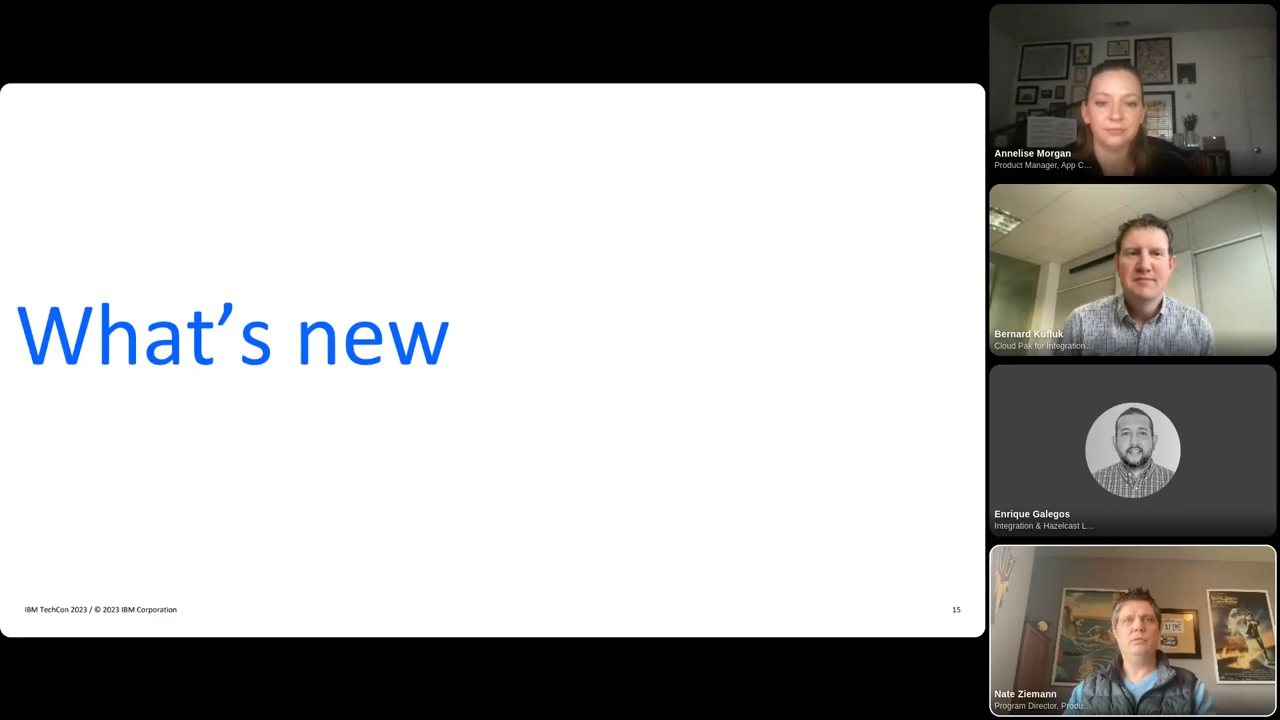 What's new
IBM TechCon 2023 / © 2023 IBM Corporation
15
Annelise Morgan
Product Manager, App C...
Bernard Kufluk
Cloud Pak for Integration...
Enrique Galegos
Integration & Hazelcast L...
Nate Ziemann
Program Director, Produ...